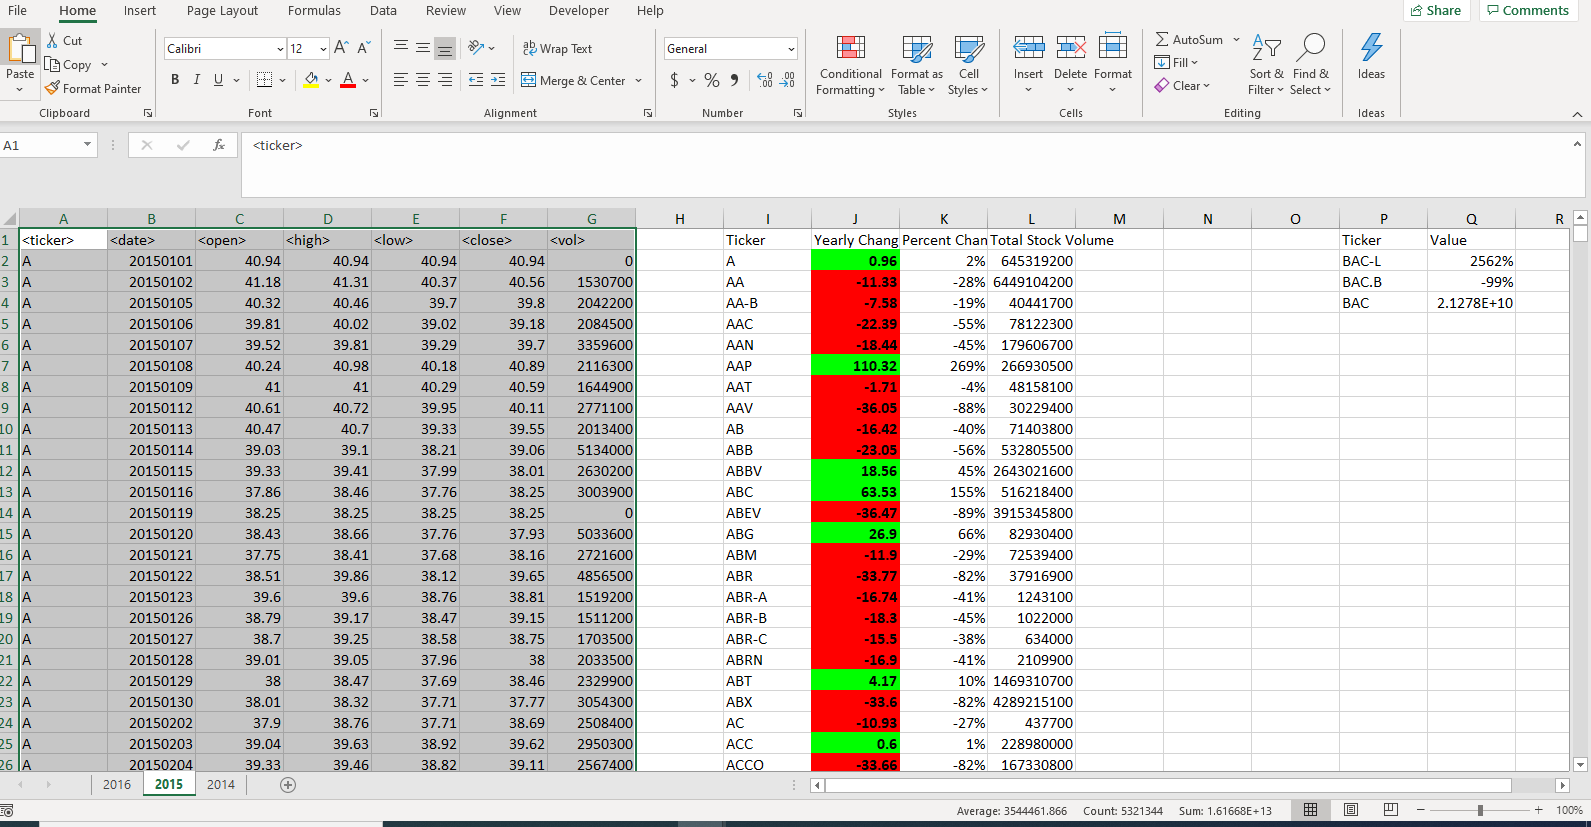 File Home Insert Page Layout Formulas Data Review View Developer Help Share Comments
Paste Cut Copy Format Painter Clipboard
Calibri 12 A A B I U A Font
ab Wrap Text Merge & Center Alignment
General $ % 9 Number
Conditional Formatting Format as Table Cell Styles Styles
Insert Delete Format Cells
AutoSum Fill Clear Sort & Filter Find & Select Editing
Ideas Ideas
A1 fx <ticker>
A B C D E F G H I J K L M N O P Q R
1 <ticker> <date> <open> <high> <low> <close> <vol> Ticker Yearly Chang Percent Chan Total Stock Volume Ticker Value
2 A 20150101 40.94 40.94 40.94 40.94 0 A 0.96 2% 645319200 BAC-L 2562%
3 A 20150102 41.18 41.31 40.37 40.56 1530700 AA -11.33 -28% 6449104200 BAC.B -99%
4 A 20150105 40.32 40.46 39.7 39.8 2042200 AA-B -7.58 -19% 40441700 BAC 2.1278E+10
5 A 20150106 39.81 40.02 39.02 39.18 2084500 AAC -22.39 -55% 78122300
6 A 20150107 39.52 39.81 39.29 39.7 3359600 AAN -18.44 -45% 179606700
7 A 20150108 40.24 40.98 40.18 40.89 2116300 AAP 110.32 269% 266930500
8 A 20150109 41 41 40.29 40.59 1644900 AAT -1.71 -4% 48158100
9 A 20150112 40.61 40.72 39.95 40.11 2771100 AAV -36.05 -88% 30229400
10 A 20150113 40.47 40.7 39.33 39.55 2013400 AB -16.42 -40% 71403800
11 A 20150114 39.03 39.1 38.21 39.06 5134000 ABB -23.05 -56% 532805500
12 A 20150115 39.33 39.41 37.99 38.01 2630200 ABBV 18.56 45% 2643021600
13 A 20150116 37.86 38.46 37.76 38.25 3003900 ABC 63.53 155% 516218400
14 A 20150119 38.25 38.25 38.25 38.25 0 ABEV -36.47 -89% 3915345800
15 A 20150120 38.43 38.66 37.76 37.93 5033600 ABG 26.9 66% 82930400
16 A 20150121 37.75 38.41 37.68 38.16 2721600 ABM -11.9 -29% 72539400
17 A 20150122 38.51 39.86 38.12 39.65 4856500 ABR -33.77 -82% 37916900
18 A 20150123 39.6 39.6 38.76 38.81 1519200 ABR-A -16.74 -41% 1243100
19 A 20150126 38.79 39.17 38.47 39.15 1511200 ABR-B -18.3 -45% 1022000
20 A 20150127 38.7 39.25 38.58 38.75 1703500 ABR-C -15.5 -38% 634000
21 A 20150128 39.01 39.05 37.96 38 2033500 ABRN -16.9 -41% 2109900
22 A 20150129 38 38.47 37.69 38.46 2329900 ABT 4.17 10% 1469310700
23 A 20150130 38.01 38.32 37.71 37.77 3054300 ABX -33.6 -82% 4289215100
24 A 20150202 37.9 38.76 37.71 38.69 2508400 AC -10.93 -27% 437700
25 A 20150203 39.04 39.63 38.92 39.62 2950300 ACC 0.6 1% 228980000
26 A 20150204 39.33 39.46 38.82 39.11 2567400 ACCO -33.66 -82% 167330800
2016 2015 2014
Average: 3544461.866 Count: 5321344 Sum: 1.61668E+13 100%